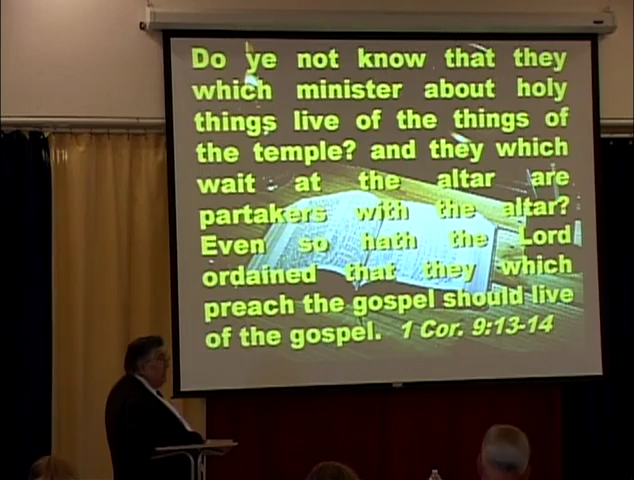 Do ye not know that they
which minister about holy
things live of the things of
the temple? and they which
wait at the altar are
partakers with the altar?
Even so hath the Lord
ordained that they which
preach the gospel should live
of the gospel. 1 Cor. 9:13-14